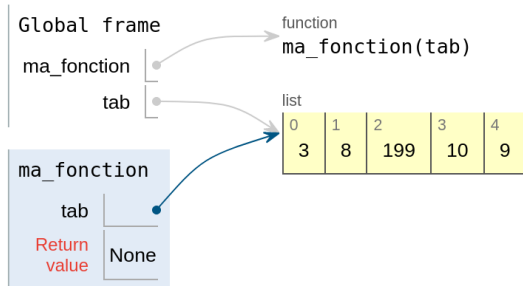 Global frame
ma_fonction
tab
function
ma_fonction(tab)
list
0 1 2 3 4
3 8 199 10 9
ma_fonction
tab
Return
value
None